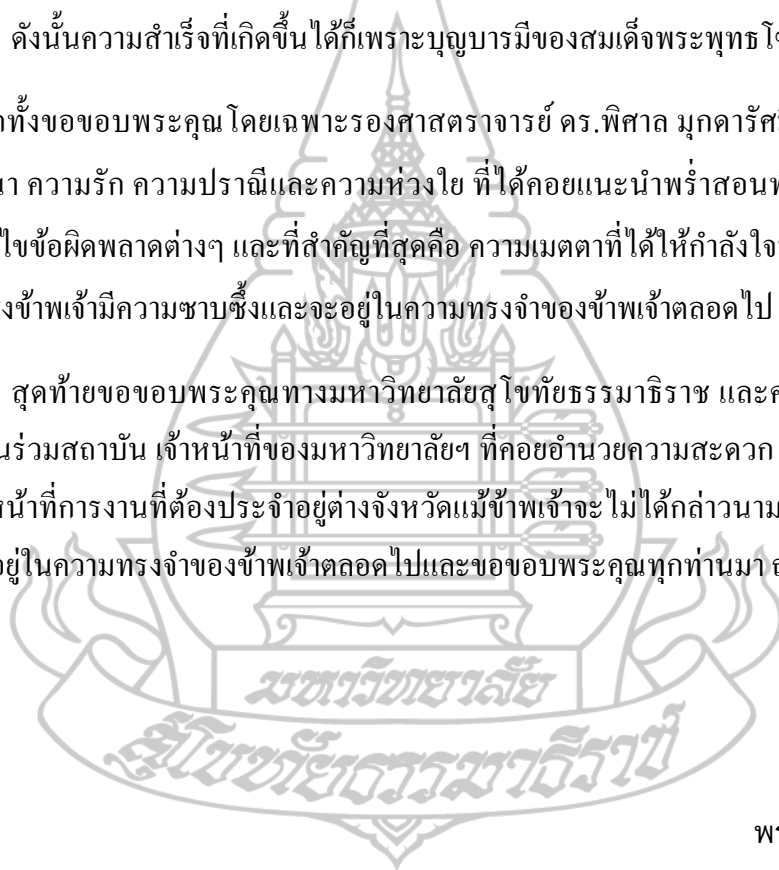 ดังนั้นความสำเร็จที่เกิดขึ้นได้ก็เพราะบุญบารมีของสมเด็จพระพุทธโ
ทั้งขอขอบพระคุณโดยเฉพาะรองศาสตราจารย์ ดร.พิศาล มุกดารัศ
นา ความรัก ความปราณีและความห่วงใย ที่ได้คอยแนะนำพร่ำสอน
ไขข้อผิดพลาดต่างๆ และที่สำคัญที่สุดคือ ความเมตตาที่ได้ให้กำลังใจ
งข้าพเจ้ามีความซาบซึ้งและจะอยู่ในความทรงจำของข้าพเจ้าตลอดไป
สุดท้ายขอขอบพระคุณทางมหาวิทยาลัยสุโขทัยธรรมาธิราช และค
นร่วมสถาบัน เจ้าหน้าที่ของมหาวิทยาลัยฯ ที่คอยอำนวยความสะดวก
หน้าที่การงานที่ต้องประจำอยู่ต่างจังหวัดแม้ข้าพเจ้าจะไม่ได้กล่าวนาม
อยู่ในความทรงจำของข้าพเจ้าตลอดไปและขอขอบพระคุณทุกท่านมา ณ
มหาวิทยาลัย
สุโขทัยธรรมาธิราช
พร